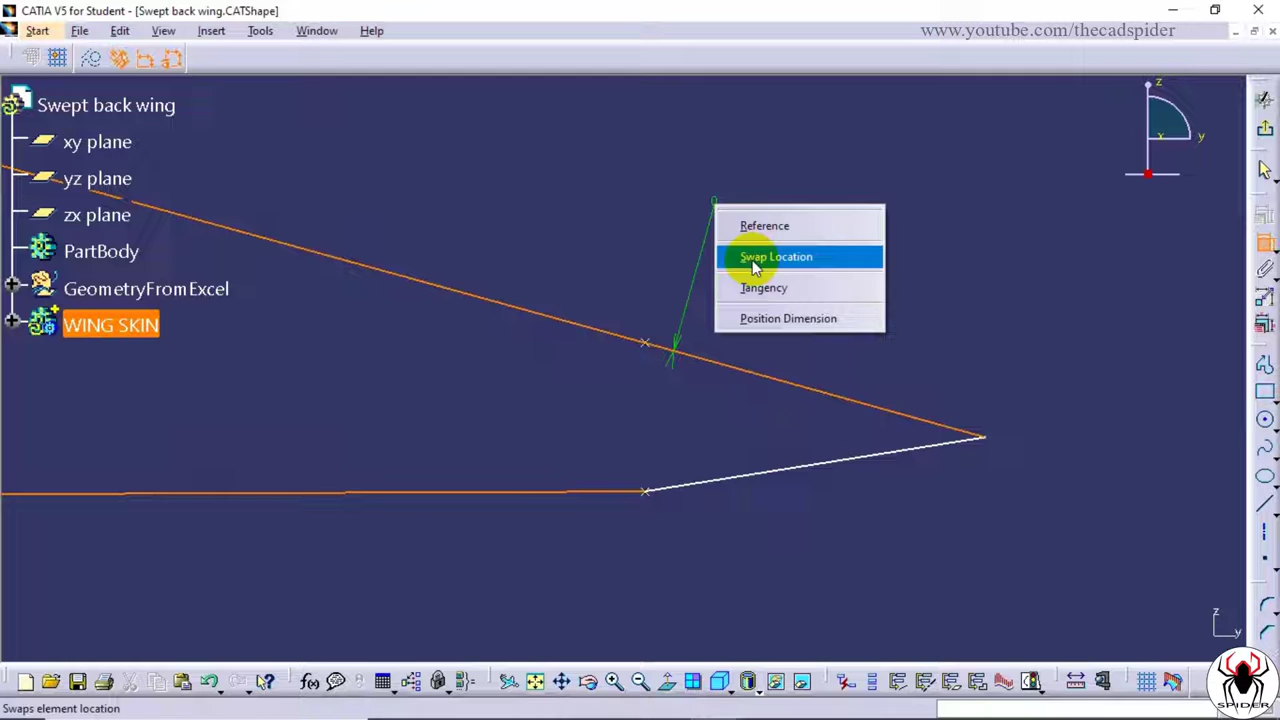 CATIA V5 for Student - [Swept back wing.CATShape]
Start File Edit View Insert Tools Window Help
www.youtube.com/thecadspider
Swept back wing
xy plane
yz plane
zx plane
PartBody
GeometryFromExcel
WING SKIN
Reference
Swap Location
Tangency
Position Dimension
z
x
y
z
y
f(x)
Swaps element location
SPIDER